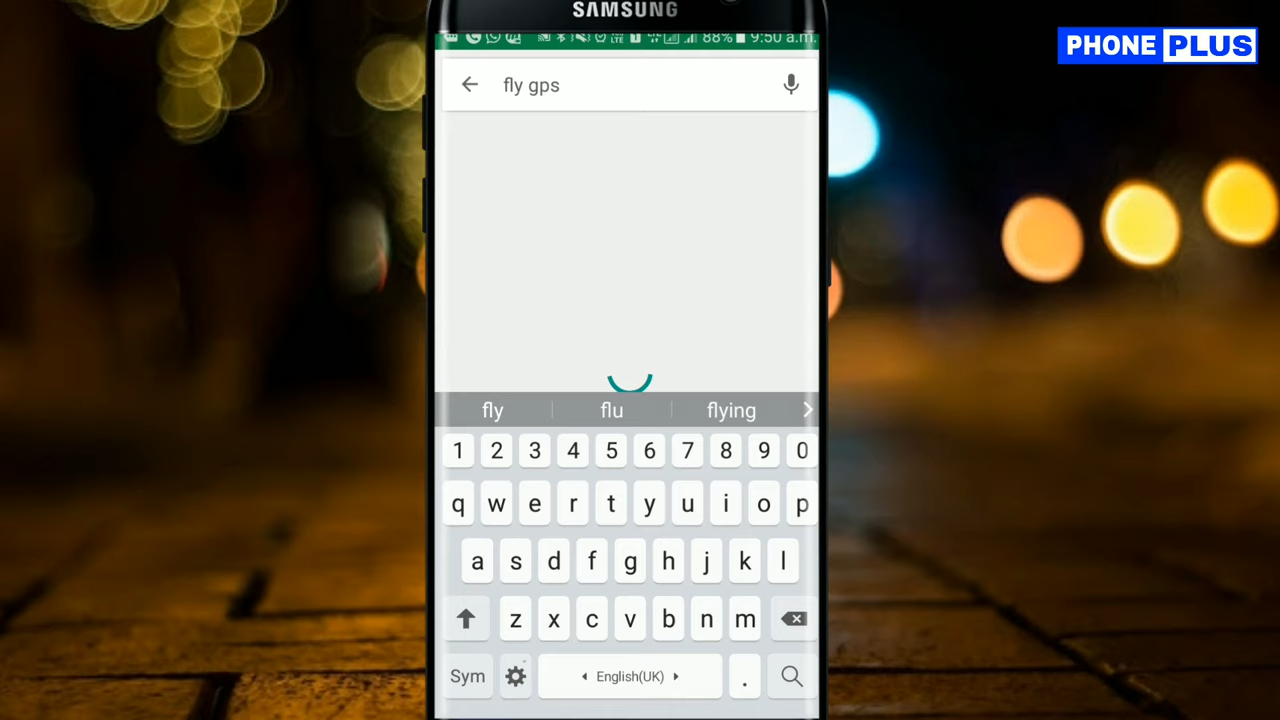 SAMSUNG
88% 9:50 a.m.
PHONE PLUS
fly gps
fly flu flying
1 2 3 4 5 6 7 8 9 0
q w e r t y u i o p
a s d f g h j k l
z x c v b n m
Sym English(UK) .